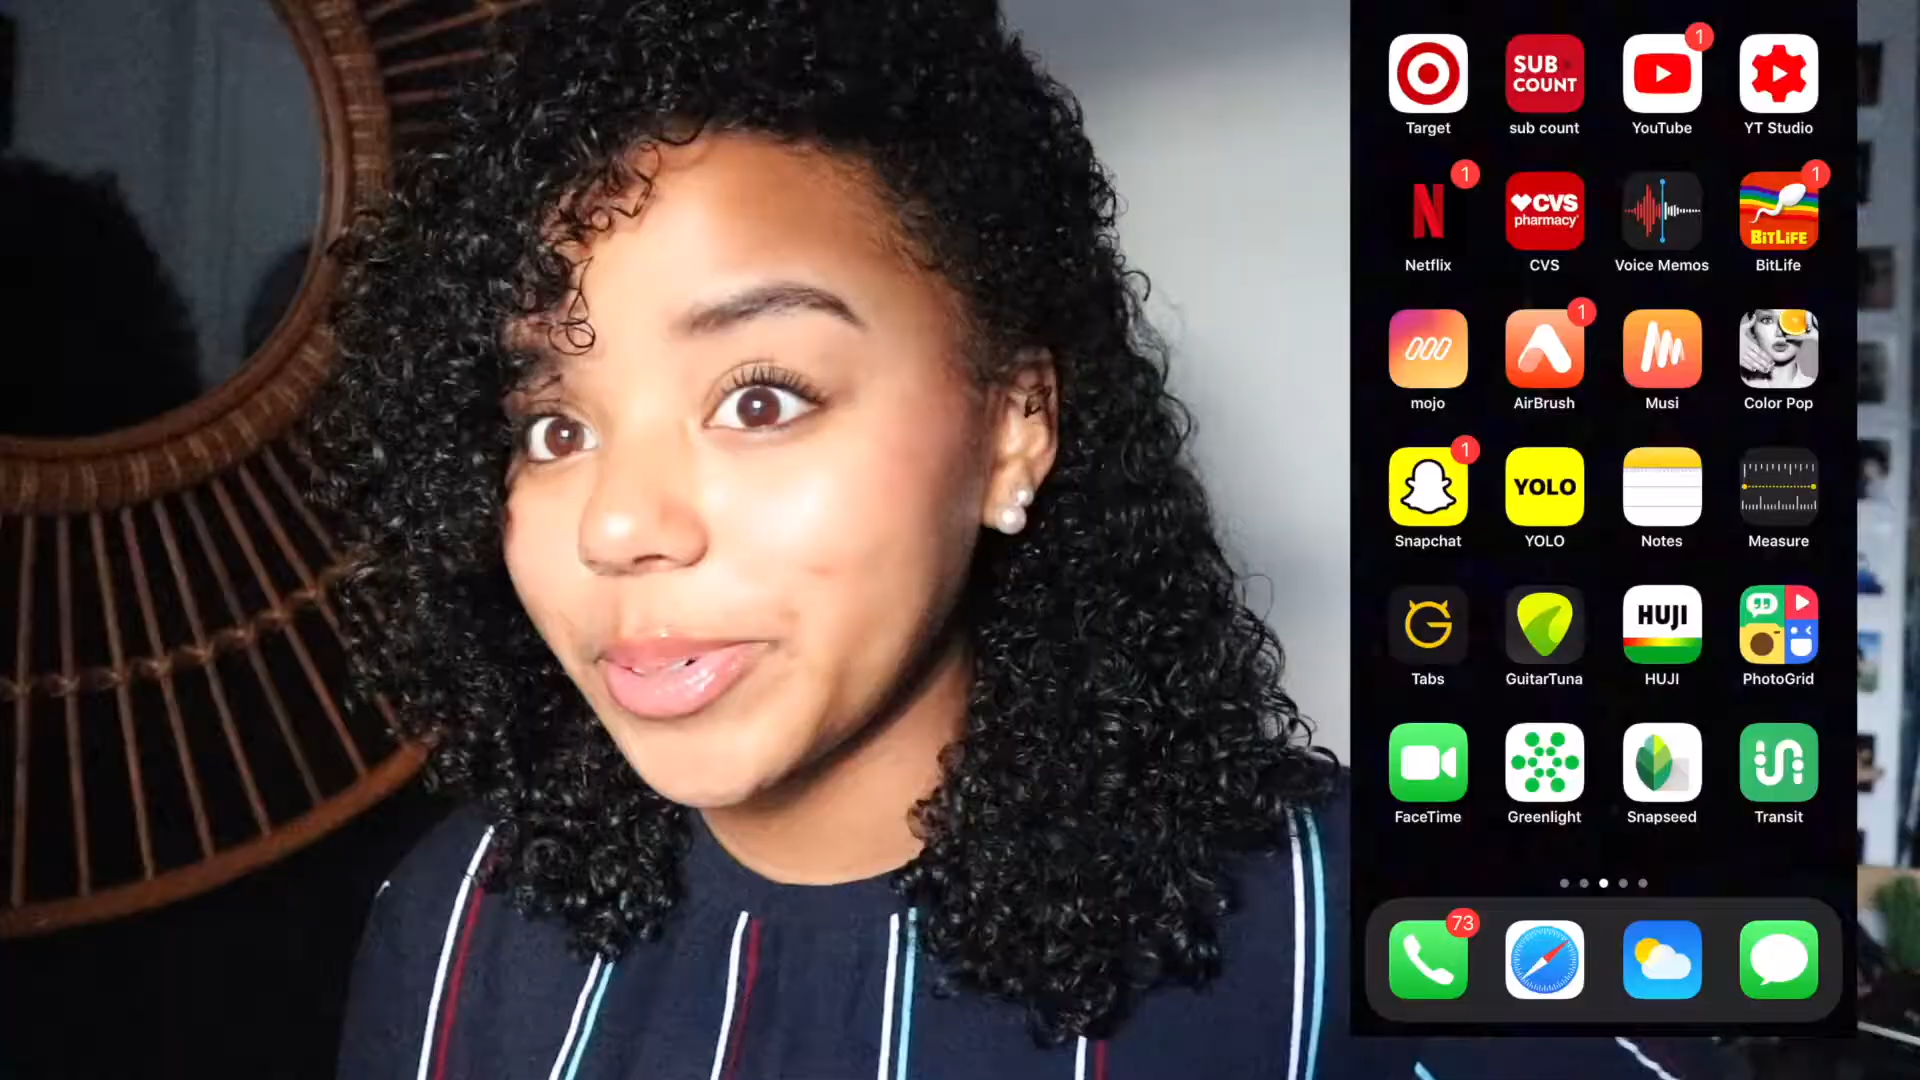 1
SUB
COUNT
Target
sub count
YouTube
YT Studio
1
1
N
CVS
pharmacy
BITLIFE
Netflix
CVS
Voice Memos
BitLife
1
mojo
AirBrush
Musi
Color Pop
1
YOLO
Snapchat
YOLO
Notes
Measure
G
HUJI
Tabs
GuitarTuna
HUJI
PhotoGrid
FaceTime
Greenlight
Snapseed
Transit
73